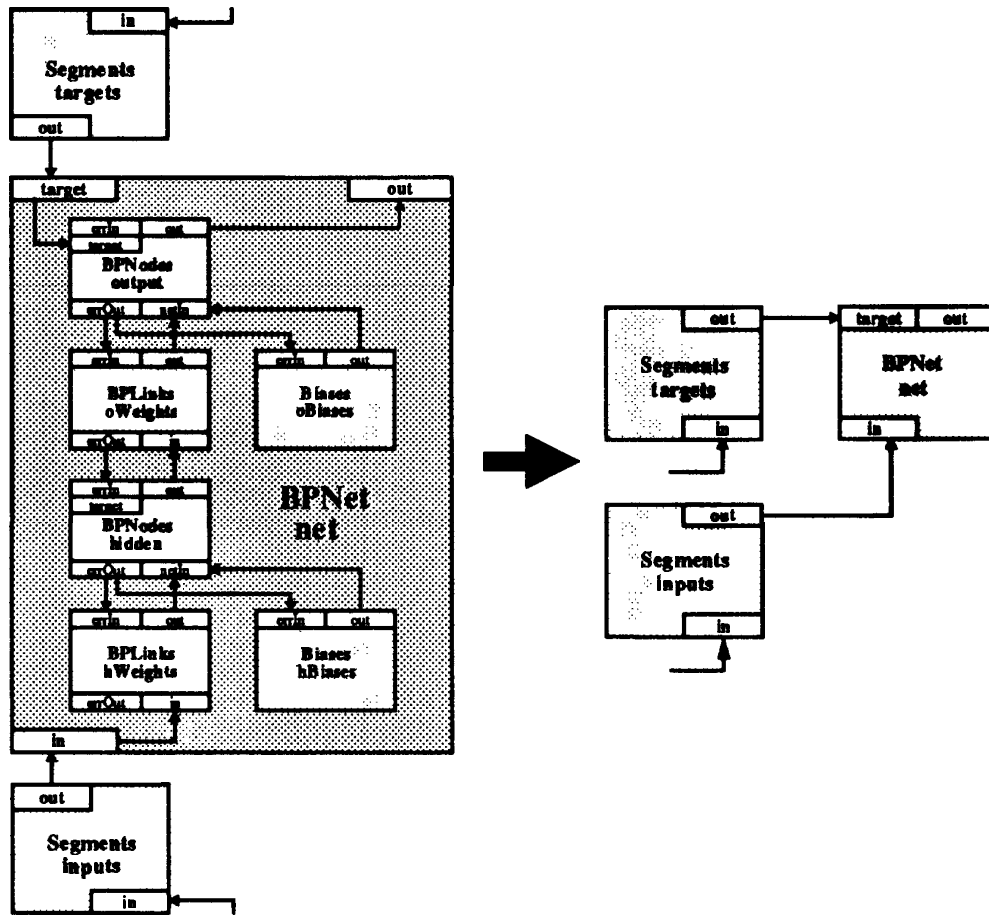 in
Segments
targets
out
target
out
errIn
out
target
BPNodes
output
errOut
netIn
errIn
out
BPLinks
oWeights
errOut
in
errIn
out
Biases
oBiases
errIn
out
target
BPNodes
hidden
errOut
netIn
BPNet
net
errIn
out
BPLinks
hWeights
errOut
in
errIn
out
Biases
hBiases
in
out
Segments
inputs
in
out
Segments
targets
in
target
out
BPNet
net
in
out
Segments
inputs
in